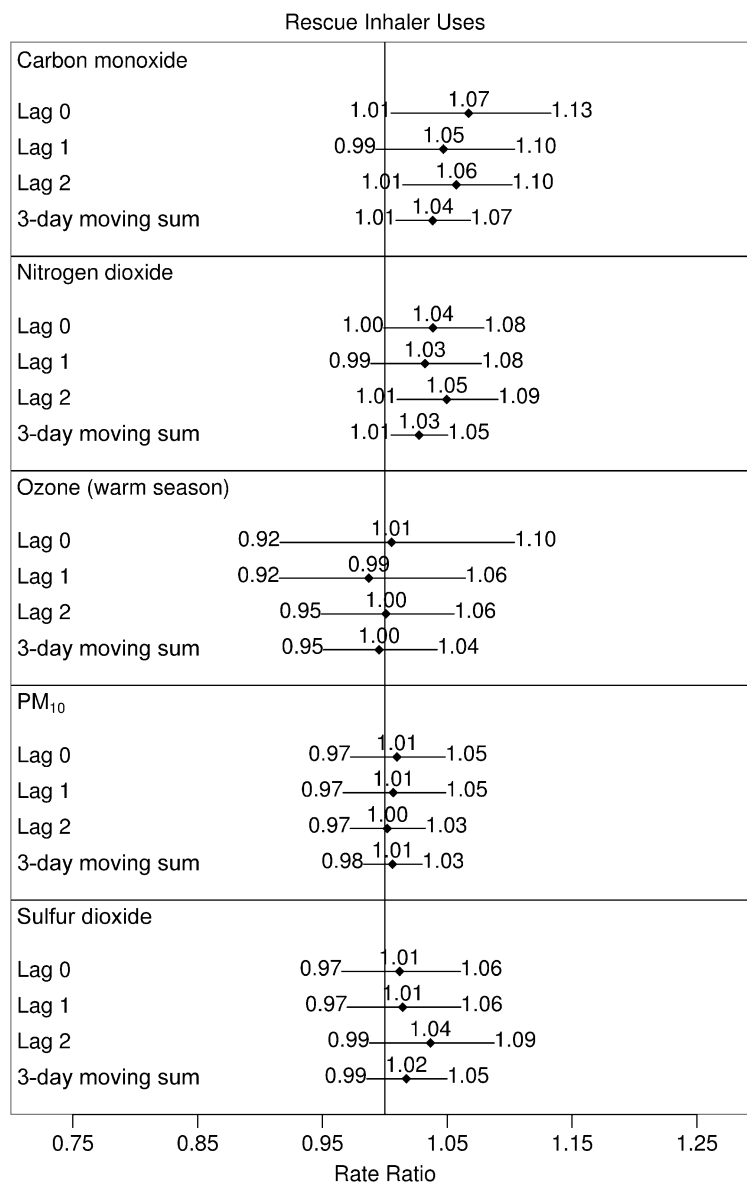 Rescue Inhaler Uses
Carbon monoxide
Lag 0 1.01 1.07 1.13
Lag 1 0.99 1.05 1.10
Lag 2 1.01 1.06 1.10
3-day moving sum 1.01 1.04 1.07
Nitrogen dioxide
Lag 0 1.00 1.04 1.08
Lag 1 0.99 1.03 1.08
Lag 2 1.01 1.05 1.09
3-day moving sum 1.01 1.03 1.05
Ozone (warm season)
Lag 0 0.92 1.01 1.10
Lag 1 0.92 0.99 1.06
Lag 2 0.95 1.00 1.06
3-day moving sum 0.95 1.00 1.04
PM₁₀
Lag 0 0.97 1.01 1.05
Lag 1 0.97 1.01 1.05
Lag 2 0.97 1.00 1.03
3-day moving sum 0.98 1.01 1.03
Sulfur dioxide
Lag 0 0.97 1.01 1.06
Lag 1 0.97 1.01 1.06
Lag 2 0.99 1.04 1.09
3-day moving sum 0.99 1.02 1.05
0.75 0.85 0.95 1.05 1.15 1.25
Rate Ratio